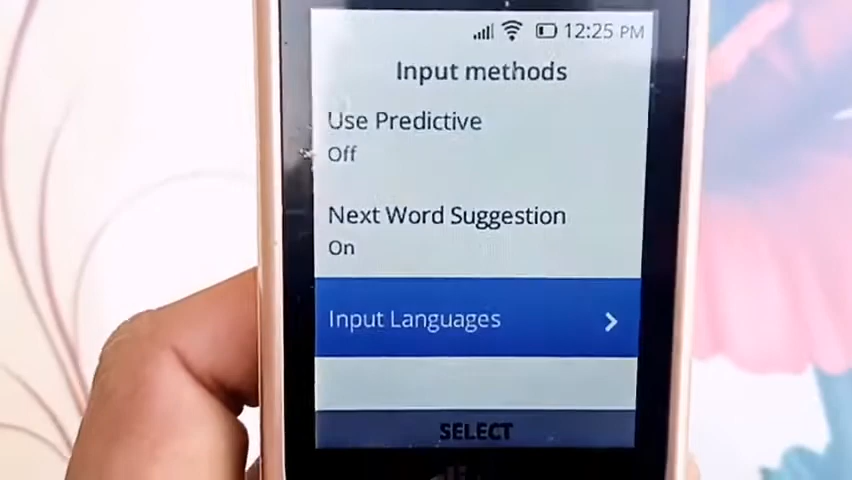 12:25 PM
Input methods
Use Predictive
Off
Next Word Suggestion
On
Input Languages
SELECT